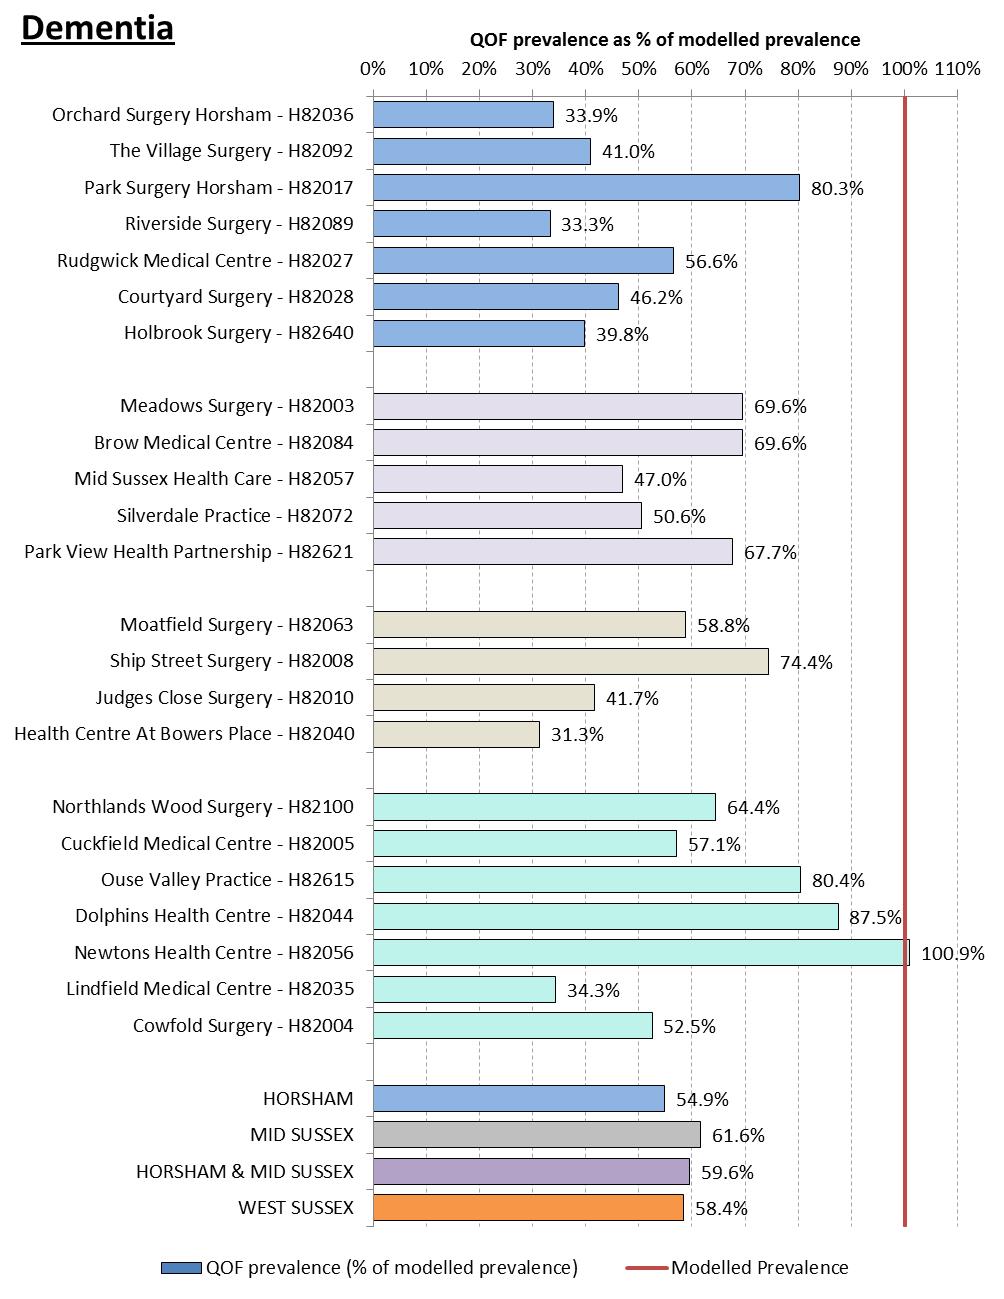 Dementia
QOF prevalence as % of modelled prevalence
0% 10% 20% 30% 40% 50% 60% 70% 80% 90% 100% 110%
Orchard Surgery Horsham - H82036 33.9%
The Village Surgery - H82092 41.0%
Park Surgery Horsham - H82017 80.3%
Riverside Surgery - H82089 33.3%
Rudgwick Medical Centre - H82027 56.6%
Courtyard Surgery - H82028 46.2%
Holbrook Surgery - H82640 39.8%
Meadows Surgery - H82003 69.6%
Brow Medical Centre - H82084 69.6%
Mid Sussex Health Care - H82057 47.0%
Silverdale Practice - H82072 50.6%
Park View Health Partnership - H82621 67.7%
Moatfield Surgery - H82063 58.8%
Ship Street Surgery - H82008 74.4%
Judges Close Surgery - H82010 41.7%
Health Centre At Bowers Place - H82040 31.3%
Northlands Wood Surgery - H82100 64.4%
Cuckfield Medical Centre - H82005 57.1%
Ouse Valley Practice - H82615 80.4%
Dolphins Health Centre - H82044 87.5%
Newtons Health Centre - H82056 100.9%
Lindfield Medical Centre - H82035 34.3%
Cowfold Surgery - H82004 52.5%
HORSHAM 54.9%
MID SUSSEX 61.6%
HORSHAM & MID SUSSEX 59.6%
WEST SUSSEX 58.4%
QOF prevalence (% of modelled prevalence) Modelled Prevalence